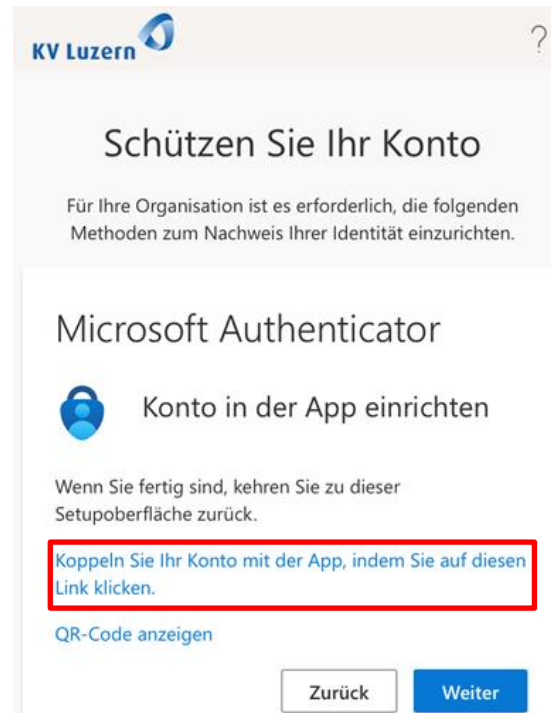 KV Luzern
?
Schützen Sie Ihr Konto
Für Ihre Organisation ist es erforderlich, die folgenden
Methoden zum Nachweis Ihrer Identität einzurichten.
Microsoft Authenticator
Konto in der App einrichten
Wenn Sie fertig sind, kehren Sie zu dieser
Setupoberfläche zurück.
Koppeln Sie Ihr Konto mit der App, indem Sie auf diesen
Link klicken.
QR-Code anzeigen
Zurück
Weiter